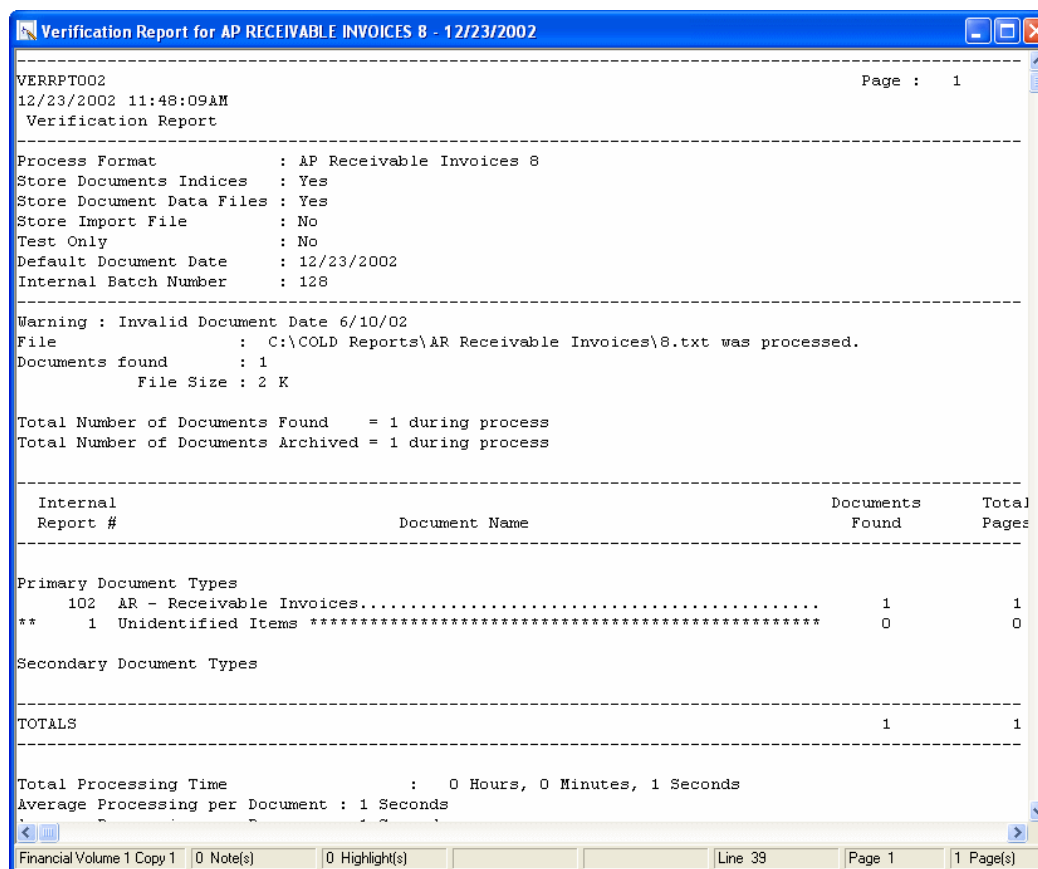 Verification Report for AP RECEIVABLE INVOICES 8 - 12/23/2002
VERRPT002 Page : 1
12/23/2002 11:48:09AM
Verification Report
Process Format : AP Receivable Invoices 8
Store Documents Indices : Yes
Store Document Data Files : Yes
Store Import File : No
Test Only : No
Default Document Date : 12/23/2002
Internal Batch Number : 128
Warning : Invalid Document Date 6/10/02
File : C:\COLD Reports\AR Receivable Invoices\8.txt was processed.
Documents found : 1
File Size : 2 K
Total Number of Documents Found = 1 during process
Total Number of Documents Archived = 1 during process
Internal Documents Total
Report # Document Name Found Pages
Primary Document Types
102 AR - Receivable Invoices.............................................. 1 1
** 1 Unidentified Items *************************************************** 0 0
Secondary Document Types
TOTALS 1 1
Total Processing Time : 0 Hours, 0 Minutes, 1 Seconds
Average Processing per Document : 1 Seconds
Financial Volume 1 Copy 1 0 Note(s) 0 Highlight(s) Line 39 Page 1 1 Page(s)